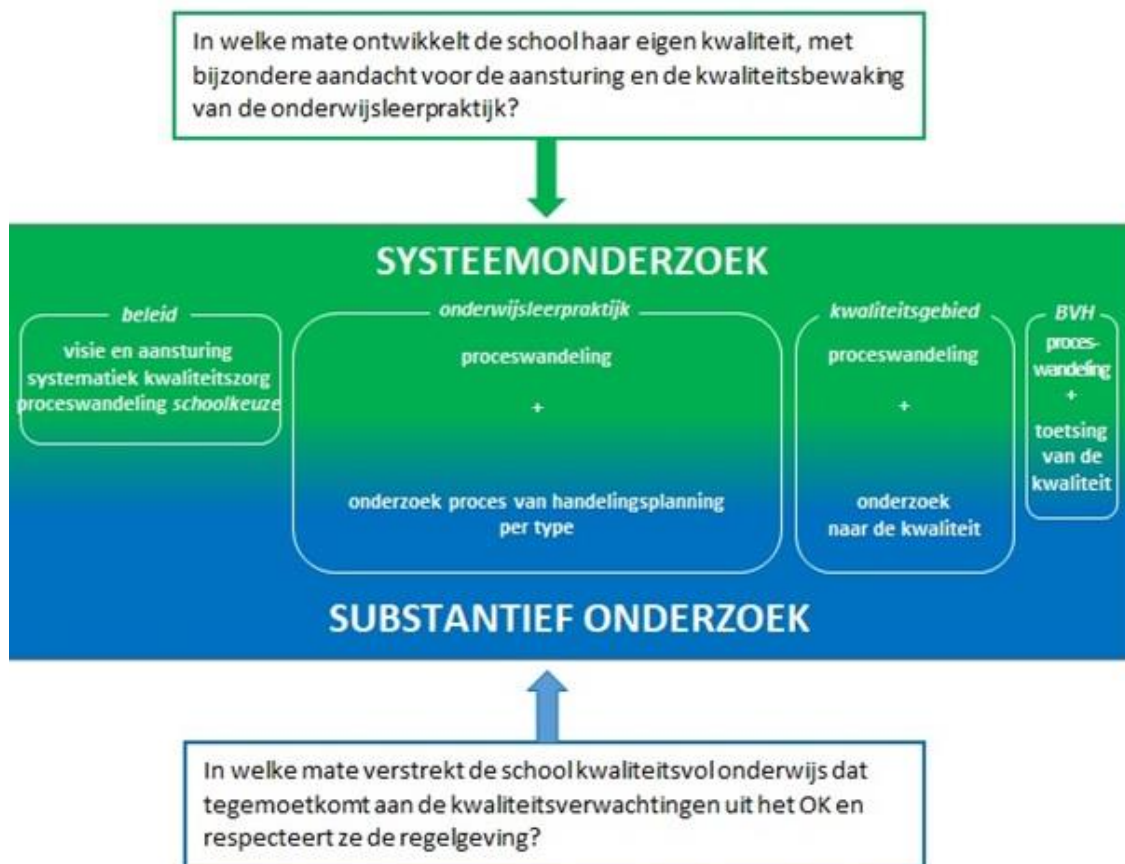 In welke mate ontwikkelt de school haar eigen kwaliteit, met
bijzondere aandacht voor de aansturing en de kwaliteitsbewaking
van de onderwijsleerpraktijk?
SYSTEEMONDERZOEK
beleid
visie en aansturing
systematiek kwaliteitszorg
proceswandeling schoolkeuze
onderwijsleerpraktijk
proceswandeling
+
onderzoek proces van handelingsplanning
per type
kwaliteitsgebied
proceswandeling
+
onderzoek
naar de kwaliteit
BVH
proces-
wandeling
+
toetsing
van de
kwaliteit
SUBSTANTIEF ONDERZOEK
In welke mate verstrekt de school kwaliteitsvol onderwijs dat
tegemoetkomt aan de kwaliteitsverwachtingen uit het OK en
respecteert ze de regelgeving?